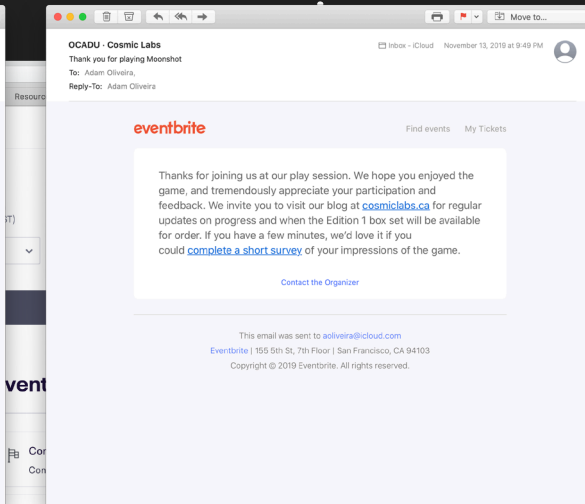 Move to...
OCADU · Cosmic Labs
Inbox - iCloud November 13, 2019 at 9:49 PM
Thank you for playing Moonshot
To: Adam Oliveira,
Reply-To: Adam Oliveira
Resourc
eventbrite
Find events My Tickets
Thanks for joining us at our play session. We hope you enjoyed the
game, and tremendously appreciate your participation and
feedback. We invite you to visit our blog at cosmiclabs.ca for regular
updates on progress and when the Edition 1 box set will be available
for order. If you have a few minutes, we'd love it if you
could complete a short survey of your impressions of the game.
Contact the Organizer
This email was sent to aoliveira@icloud.com
Eventbrite | 155 5th St, 7th Floor | San Francisco, CA 94103
Copyright © 2019 Eventbrite. All rights reserved.
ST)
vent
Cor
Con